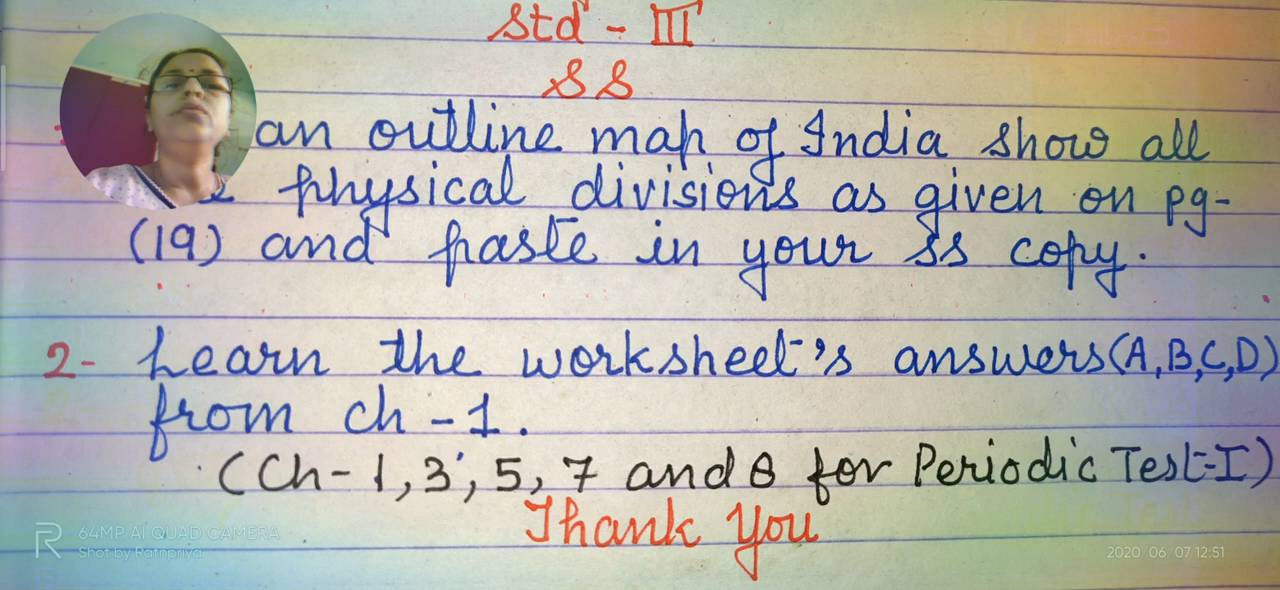 Std - III
SS
an outline map of India show all
physical divisions as given on pg-
(19) and paste in your ss copy.
2- Learn the worksheet's answers (A,B,C,D)
from ch - 1.
(Ch- 1, 3, 5, 7 and 8 for Periodic Test-I)
Thank You
64MP AI QUAD CAMERA
Shot by Ratnpriya
2020 06 07 12:51